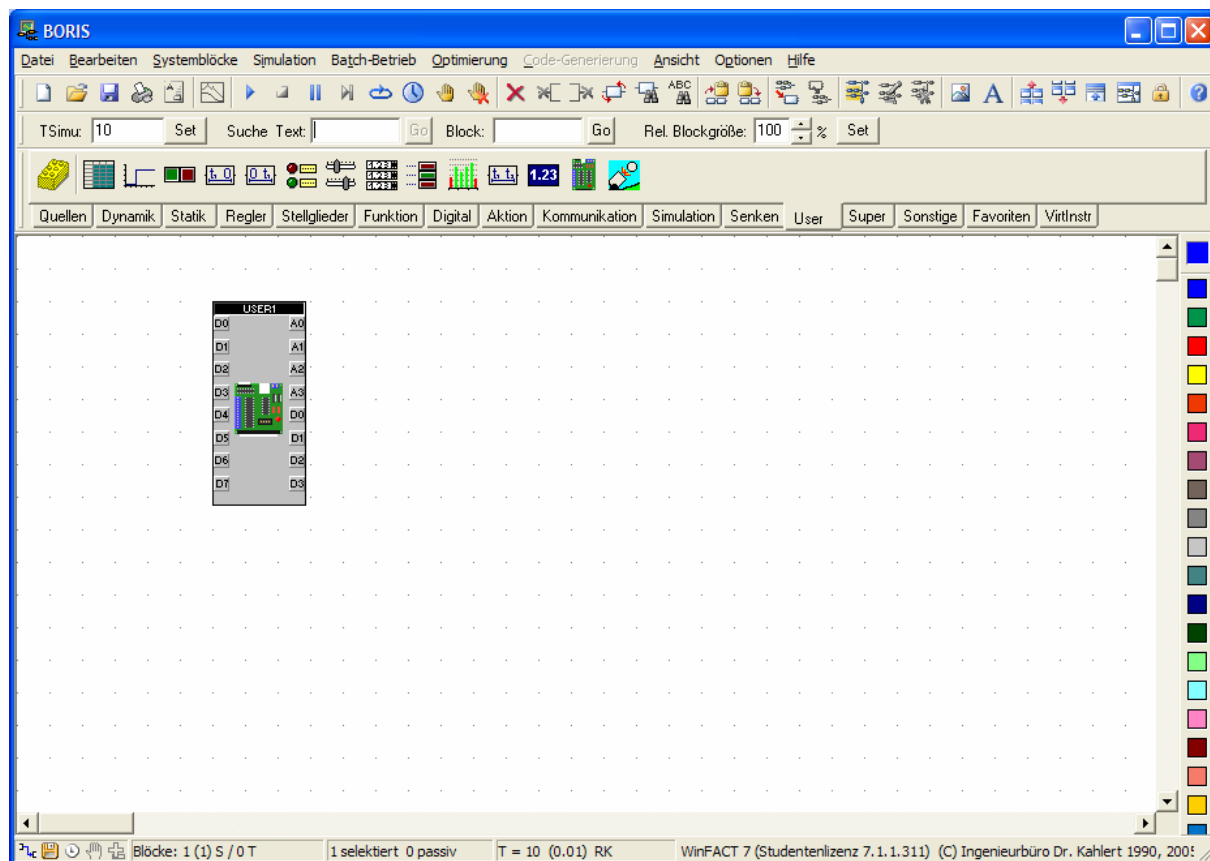 BORIS
Datei Bearbeiten Systemblöcke Simulation Batch-Betrieb Optimierung Code-Generierung Ansicht Optionen Hilfe
ABC
A
TSimu: 10 Set Suche Text: Go Block: Go Rel. Blockgröße: 100 % Set
1.23
Quellen Dynamik Statik Regler Stellglieder Funktion Digital Aktion Kommunikation Simulation Senken User Super Sonstige Favoriten VirtInstr
USER1
D0 A0
D1 A1
D2 A2
D3 A3
D4 D0
D5 D1
D6 D2
D7 D3
Blöcke: 1 (1) S / 0 T 1 selektiert 0 passiv T = 10 (0.01) RK WinFACT 7 (Studentenlizenz 7.1.1.311) (C) Ingenieurbüro Dr. Kahlert 1990, 200